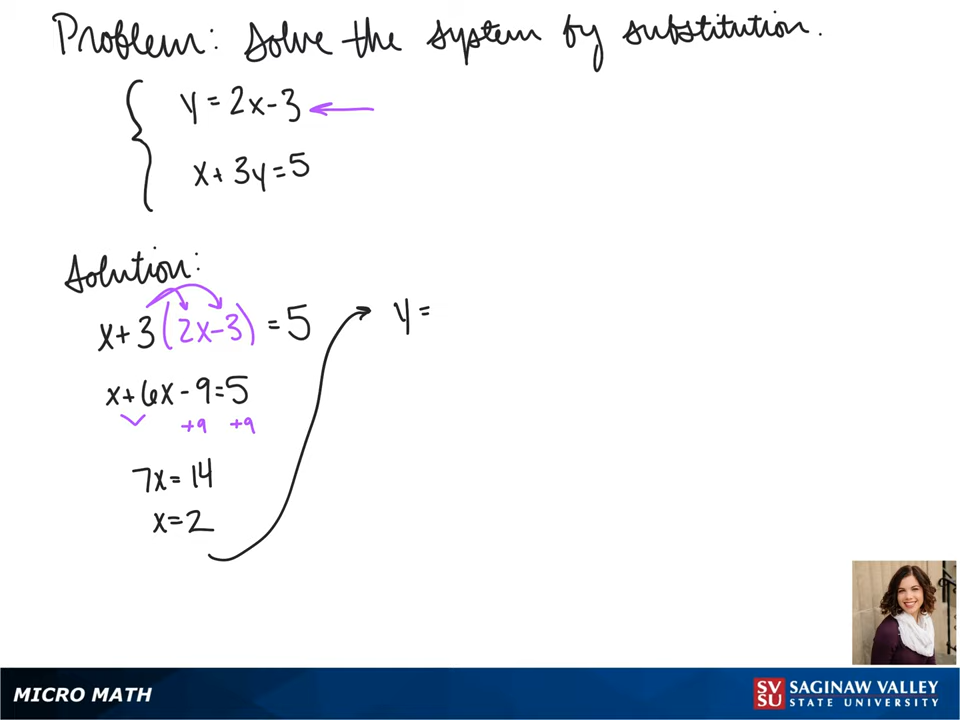 Problem: Solve the system by substitution.
y = 2x - 3
x + 3y = 5
Solution:
x + 3(2x - 3) = 5
x + 6x - 9 = 5
+9 +9
7x = 14
x = 2
y =
MICRO MATH
SV SU SAGINAW VALLEY
STATE UNIVERSITY